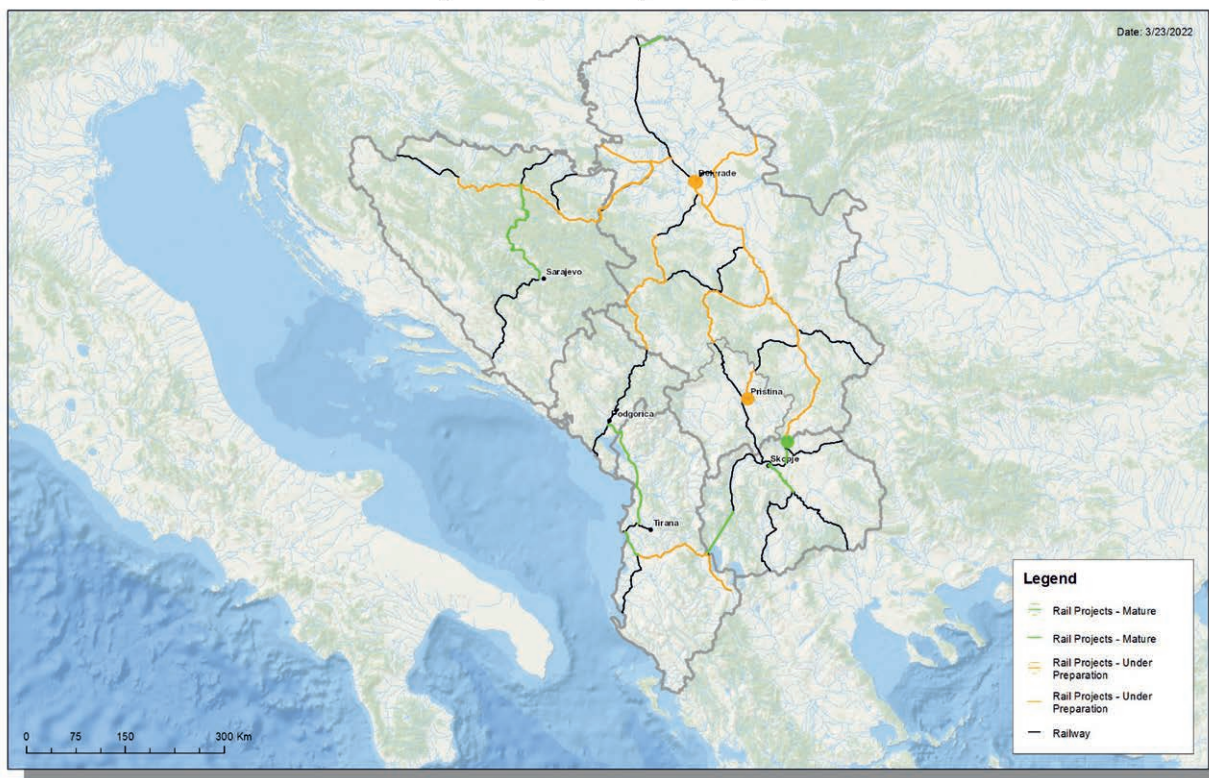 Date: 3/23/2022
Belgrade
Sarajevo
Pristina
Podgorica
Skopje
Tirana
Legend
Rail Projects - Mature
Rail Projects - Mature
Rail Projects - Under
Preparation
Rail Projects - Under
Preparation
Railway
0 75 150 300 Km